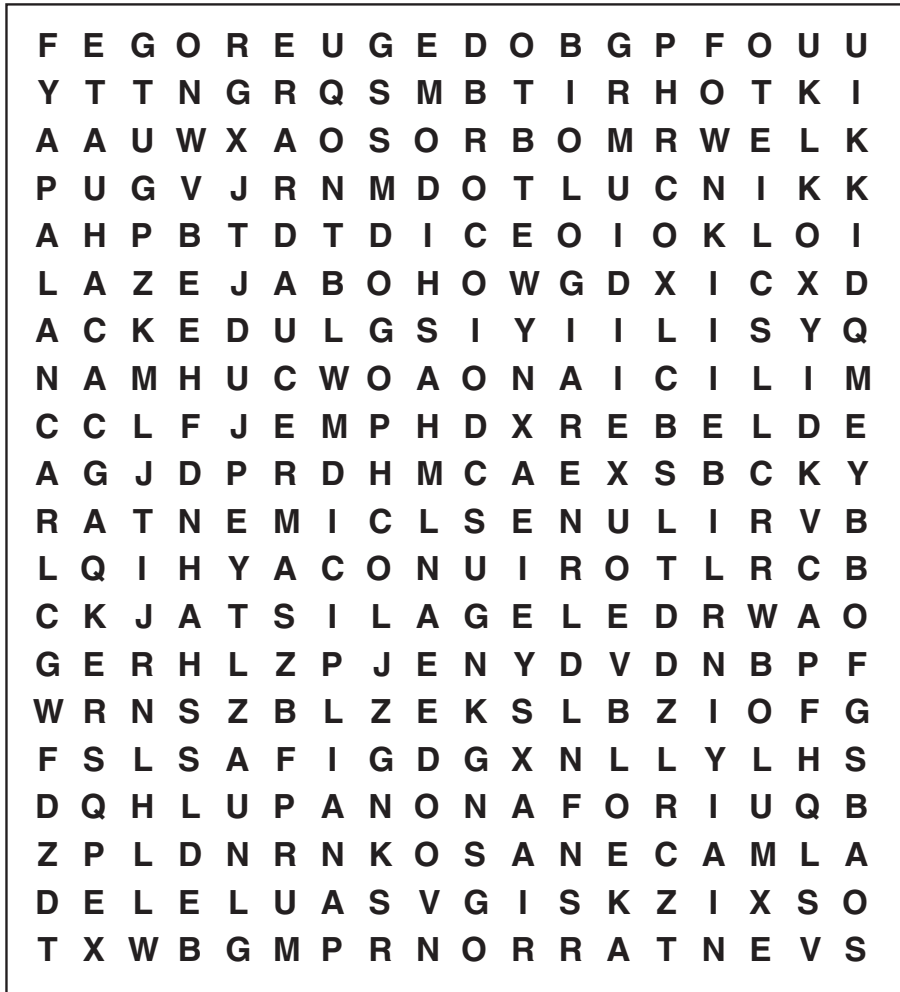 F E G O R E U G E D O B G P F O U U
Y T T N G R Q S M B T I R H O T K I
A A U W X A O S O R B O M R W E L K
P U G V J R N M D O T L U C N I K K
A H P B T D T D I C E O I O K L O I
L A Z E J A B O H O W G D X I C X D
A C K E D U L G S I Y I I L I S Y Q
N A M H U C W O A O N A I C I L I M
C C L F J E M P H D X R E B E L D E
A G J D P R D H M C A E X S B C K Y
R A T N E M I C L S E N U L I R V B
L Q I H Y A C O N U I R O T L R C B
C K J A T S I L A G E L E D R W A O
G E R H L Z P J E N Y D V D N B P F
W R N S Z B L Z E K S L B Z I O F G
F S L S A F I G D G X N L L Y L H S
D Q H L U P A N O N A F O R I U Q B
Z P L D N R N K O S A N E C A M L A
D E L E L U A S V G I S K Z I X S O
T X W B G M P R N O R R A T N E V S